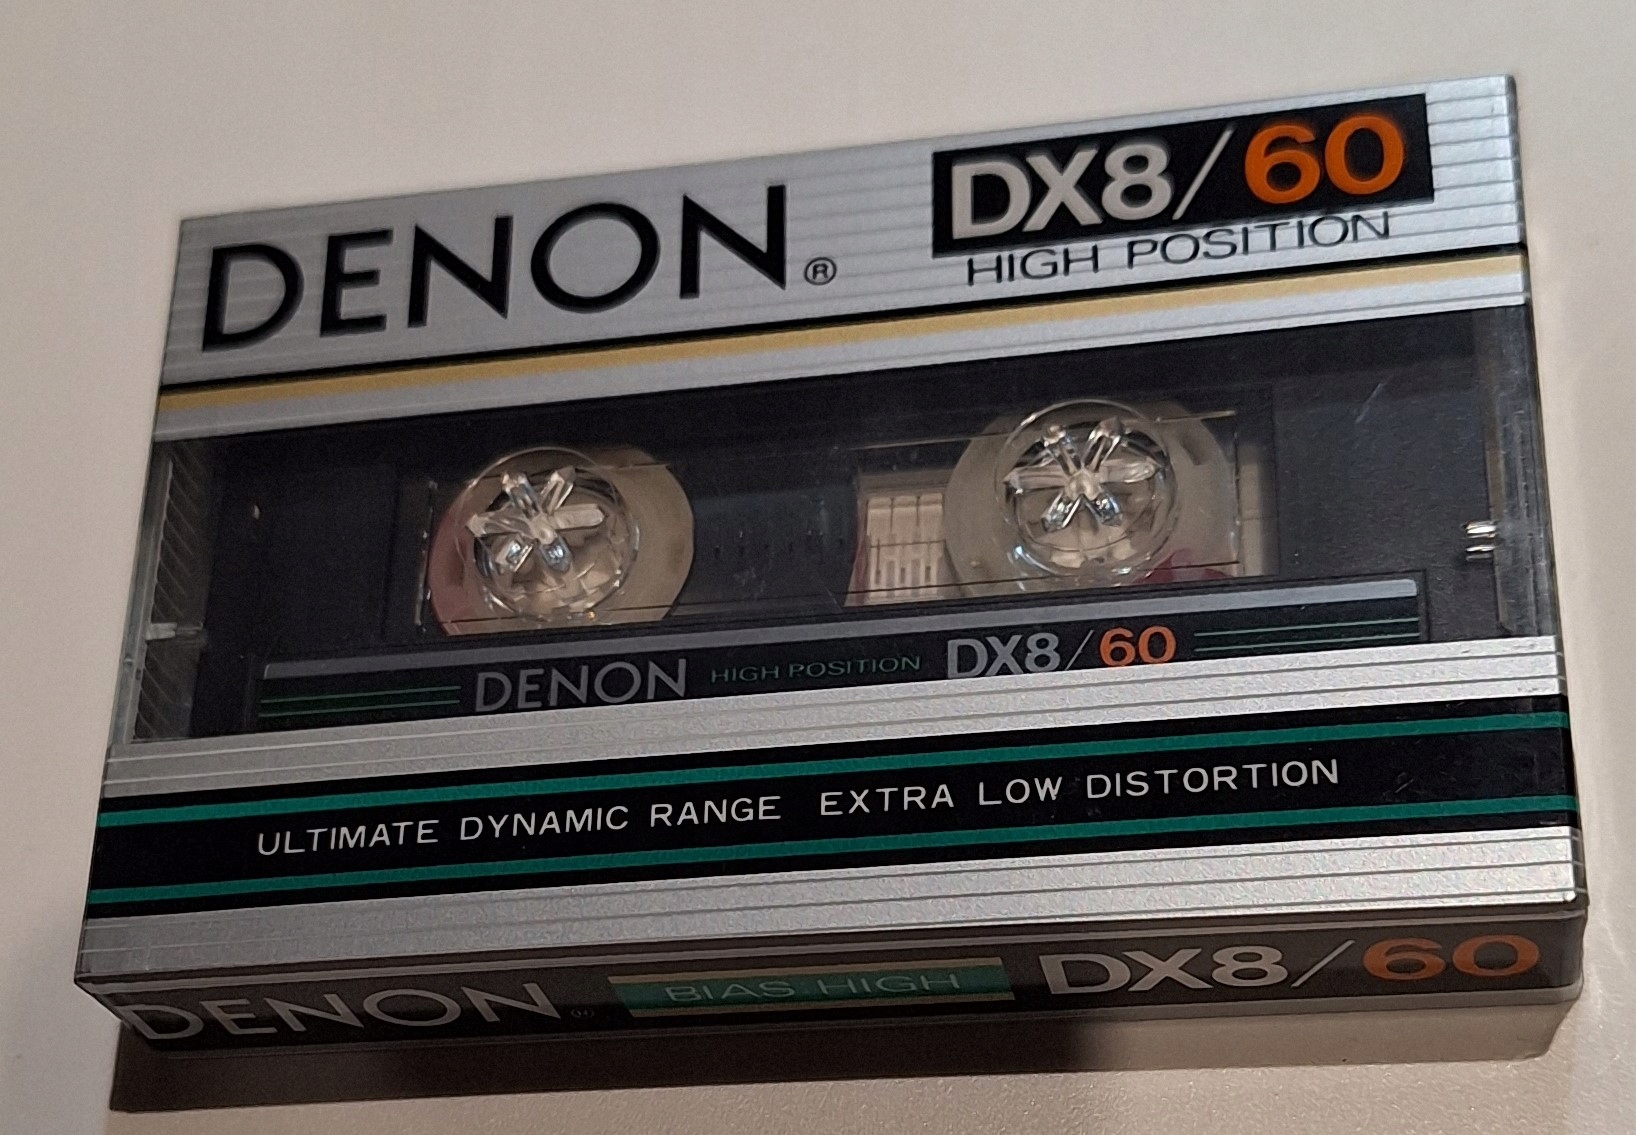 DENON®
DX8/60
HIGH POSITION
DENON HIGH POSITION DX8/60
ULTIMATE DYNAMIC RANGE EXTRA LOW DISTORTION
DENON® BIAS HIGH DX8/60